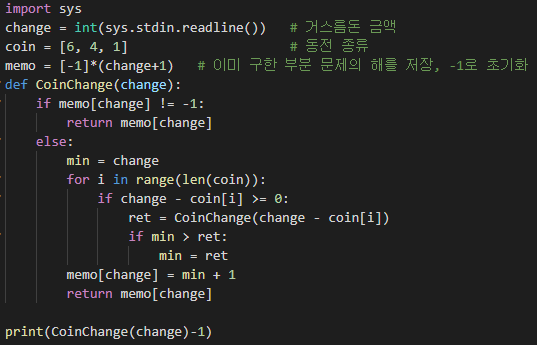 import sys
change = int(sys.stdin.readline())   # 거스름돈 금액
coin = [6, 4, 1]                     # 동전 종류
memo = [-1]*(change+1)   # 이미 구한 부분 문제의 해를 저장, -1로 초기화
def CoinChange(change):
    if memo[change] != -1:
        return memo[change]
    else:
        min = change
        for i in range(len(coin)):
            if change - coin[i] >= 0:
                ret = CoinChange(change - coin[i])
                if min > ret:
                    min = ret
        memo[change] = min + 1
        return memo[change]

print(CoinChange(change)-1)